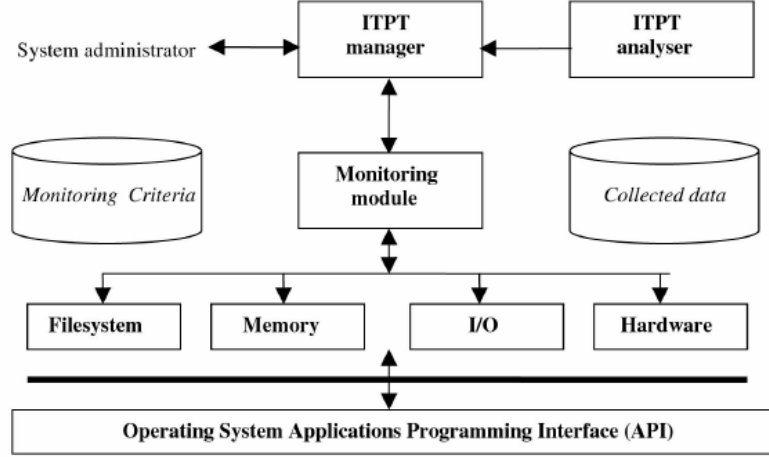 ITPT
manager
ITPT
analyser
System administrator
Monitoring Criteria
Monitoring
module
Collected data
Filesystem
Memory
I/O
Hardware
Operating System Applications Programming Interface (API)